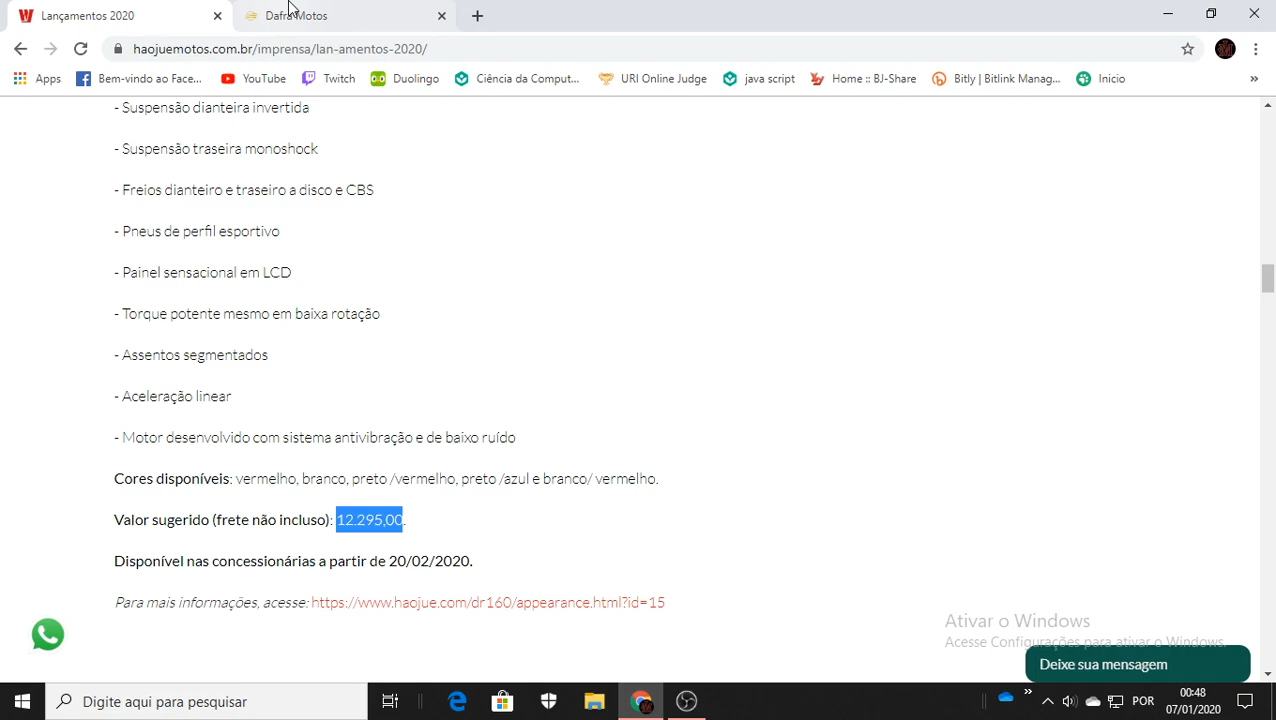 Lançamentos 2020
Dafra Motos
haojuemotos.com.br/imprensa/lan-amentos-2020/
Apps Bem-vindo ao Face... YouTube Twitch Duolingo Ciência da Comput... URI Online Judge java script Home :: BJ-Share Bitly | Bitlink Manag... Inicio »
- Suspensão dianteira invertida
- Suspensão traseira monoshock
- Freios dianteiro e traseiro a disco e CBS
- Pneus de perfil esportivo
- Painel sensacional em LCD
- Torque potente mesmo em baixa rotação
- Assentos segmentados
- Aceleração linear
- Motor desenvolvido com sistema antivibração e de baixo ruído
Cores disponíveis: vermelho, branco, preto /vermelho, preto /azul e branco/ vermelho.
Valor sugerido (frete não incluso): 12.295,00.
Disponível nas concessionárias a partir de 20/02/2020.
Para mais informações, acesse: https://www.haojue.com/dr160/appearance.html?id=15
Ativar o Windows
Acesse Configurações para ativar o Windows.
Deixe sua mensagem
Digite aqui para pesquisar
» POR 00:48
07/01/2020